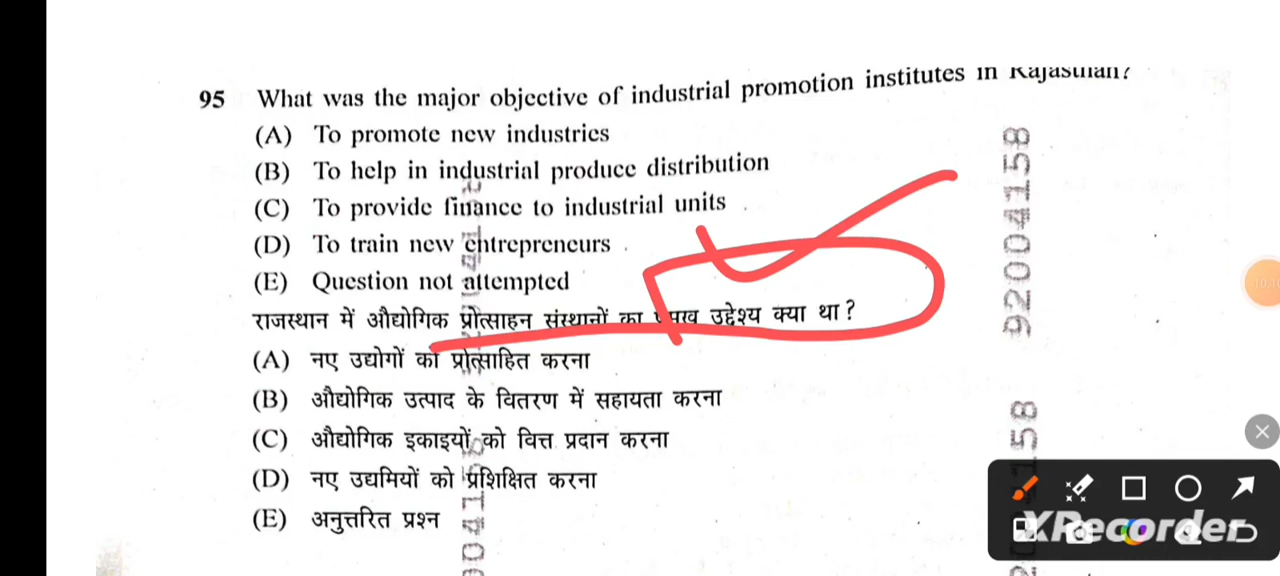 95 What was the major objective of industrial promotion institutes in Rajasthan?
(A) To promote new industries
(B) To help in industrial produce distribution
(C) To provide finance to industrial units
(D) To train new entrepreneurs
(E) Question not attempted
राजस्थान में औद्योगिक प्रोत्साहन संस्थानों का प्रमुख उद्देश्य क्या था?
(A) नए उद्योगों को प्रोत्साहित करना
(B) औद्योगिक उत्पाद के वितरण में सहायता करना
(C) औद्योगिक इकाइयों को वित्त प्रदान करना
(D) नए उद्यमियों को प्रशिक्षित करना
(E) अनुत्तरित प्रश्न
92004158
XRecorder